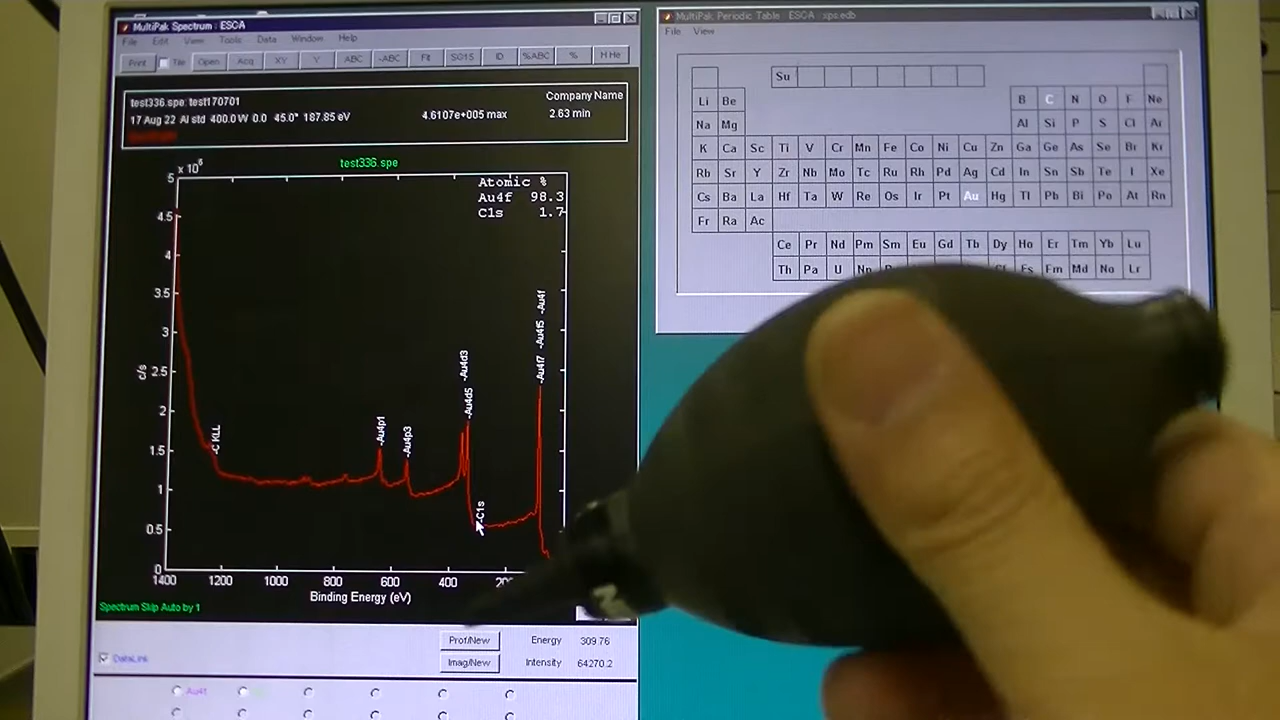 MultiPak Spectrum : ESCA
File Edit View Tools Data Window Help
Print Tile Open Acq XY Y ABC -ABC Fit SG15 ID %ABC % H He
test336.spe: test170701 Company Name
17 Aug 22 Al std 400.0 W 0.0 45.0° 187.85 eV 4.6107e+005 max 2.63 min
test336.spe
x 10
5
4.5
4
3.5
3
2.5
2
1.5
1
0.5
0
c/s
Atomic %
Au4f 98.3
C1s 1.7
-C KLL
-Au4p1
-Au4p3
-Au4d5 -Au4d3
-C1s
-Au4f7 -Au4f5 -Au4f
1400 1200 1000 800 600 400
Binding Energy (eV)
Spectrum Skip Auto by 1
Prof/New Energy 309.76
Imag/New Intensity 64270.2
DataLink
Au4f
MultiPak Periodic Table : ESCA : xps.edb
File View
Su
Li Be B C N O F Ne
Na Mg Al Si P S Cl Ar
K Ca Sc Ti V Cr Mn Fe Co Ni Cu Zn Ga Ge As Se Br Kr
Rb Sr Y Zr Nb Mo Tc Ru Rh Pd Ag Cd In Sn Sb Te I Xe
Cs Ba La Hf Ta W Re Os Ir Pt Au Hg Tl Pb Bi Po At Rn
Fr Ra Ac
Ce Pr Nd Pm Sm Eu Gd Tb Dy Ho Er Tm Yb Lu
Th Pa U Np Es Fm Md No Lr